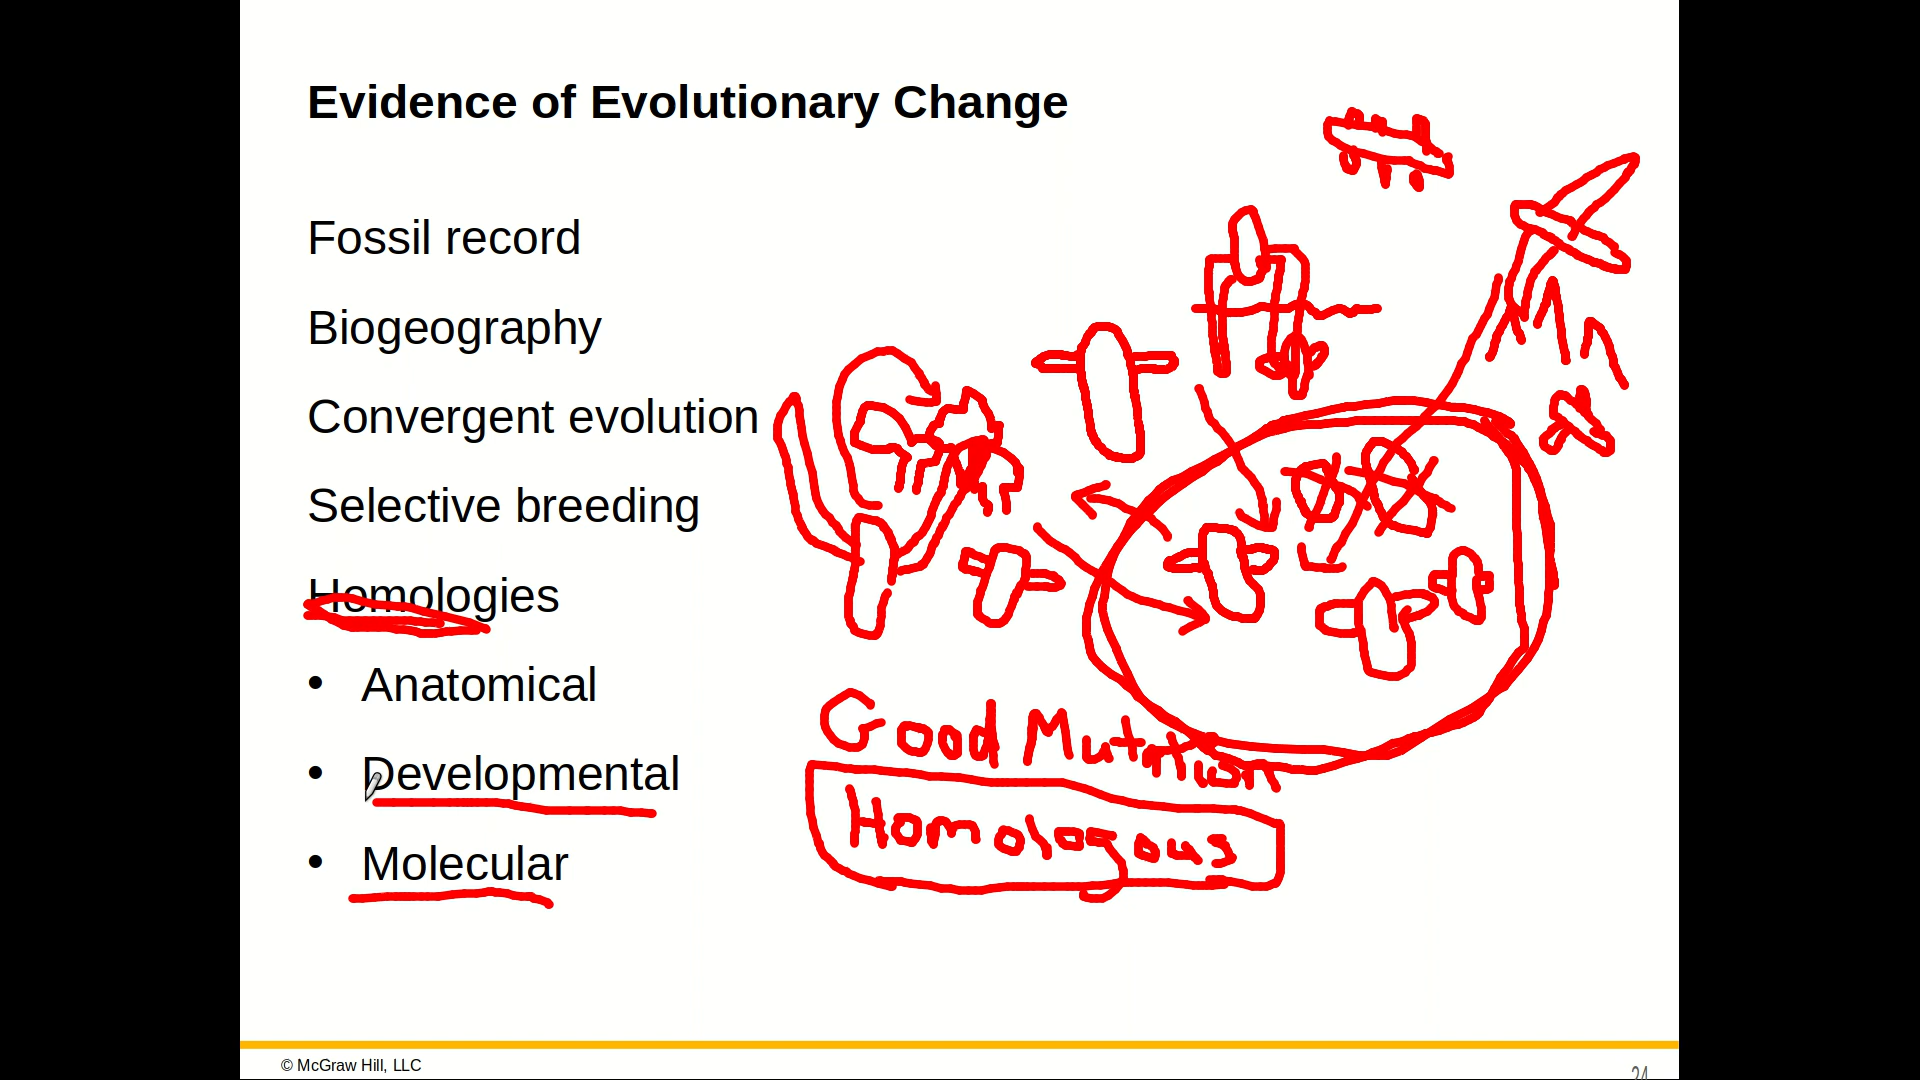 Evidence of Evolutionary Change
Fossil record
Biogeography
Convergent evolution
Selective breeding
Homologies
• Anatomical
• Developmental
• Molecular
Good Mutation
Homologous
© McGraw Hill, LLC
24